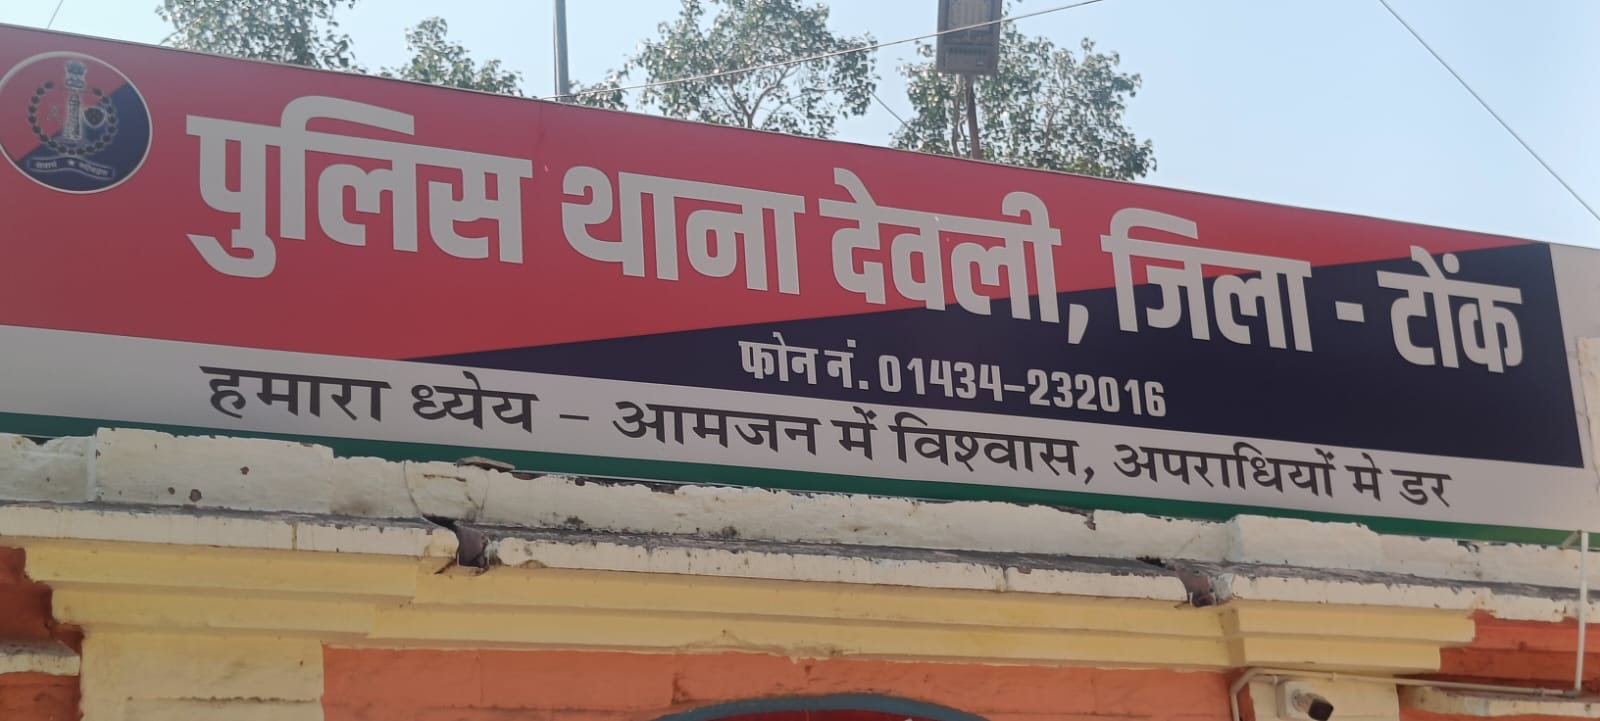 पुलिस थाना देवली, जिला - टोंक
फोन नं. 01434-232016
हमारा ध्येय - आमजन में विश्वास, अपराधियों मे डर